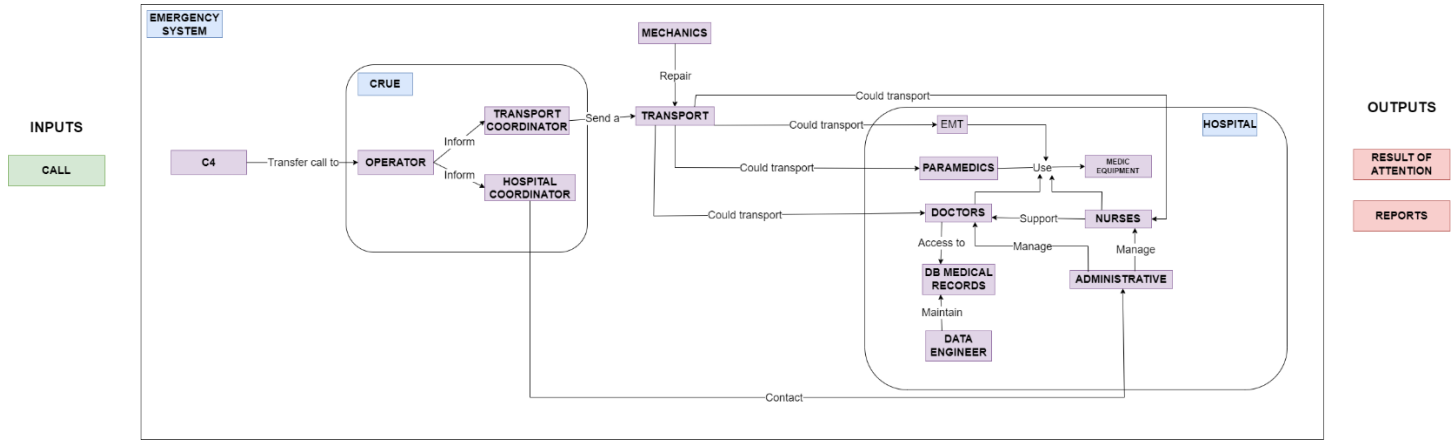 EMERGENCY
SYSTEM
MECHANICS
Repair
CRUE
TRANSPORT
COORDINATOR
Send a
TRANSPORT
Could transport
Could transport
EMT
HOSPITAL
INPUTS
CALL
C4
Transfer call to
OPERATOR
Inform
Inform
HOSPITAL
COORDINATOR
Could transport
PARAMEDICS
Use
MEDIC
EQUIPMENT
Could transport
DOCTORS
Support
NURSES
Access to
Manage
Manage
DB MEDICAL
RECORDS
ADMINISTRATIVE
Maintain
DATA
ENGINEER
Contact
OUTPUTS
RESULT OF
ATTENTION
REPORTS